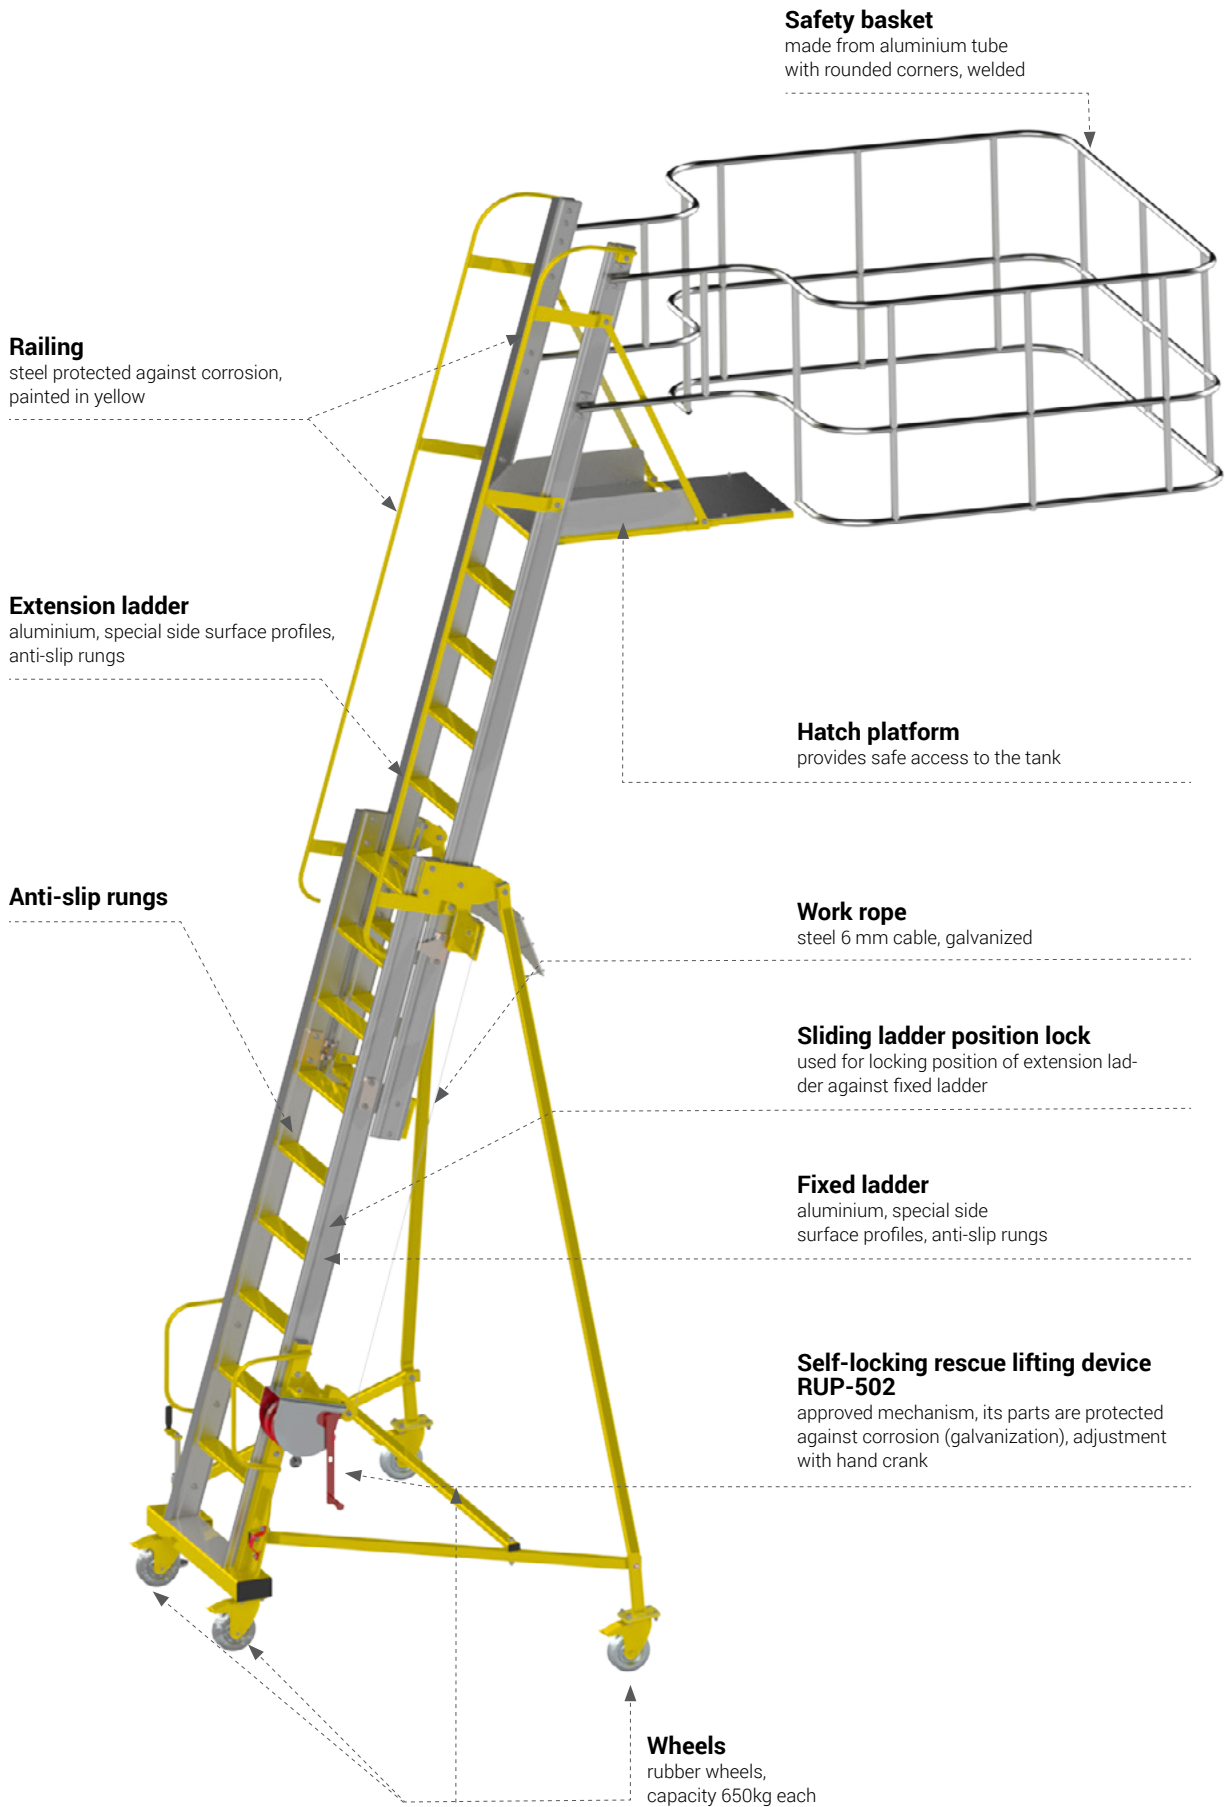 Safety basket
made from aluminium tube
with rounded corners, welded
Railing
steel protected against corrosion,
painted in yellow
Extension ladder
aluminium, special side surface profiles,
anti-slip rungs
Hatch platform
provides safe access to the tank
Anti-slip rungs
Work rope
steel 6 mm cable, galvanized
Sliding ladder position lock
used for locking position of extension lad-
der against fixed ladder
Fixed ladder
aluminium, special side
surface profiles, anti-slip rungs
Self-locking rescue lifting device
RUP-502
approved mechanism, its parts are protected
against corrosion (galvanization), adjustment
with hand crank
Wheels
rubber wheels,
capacity 650kg each